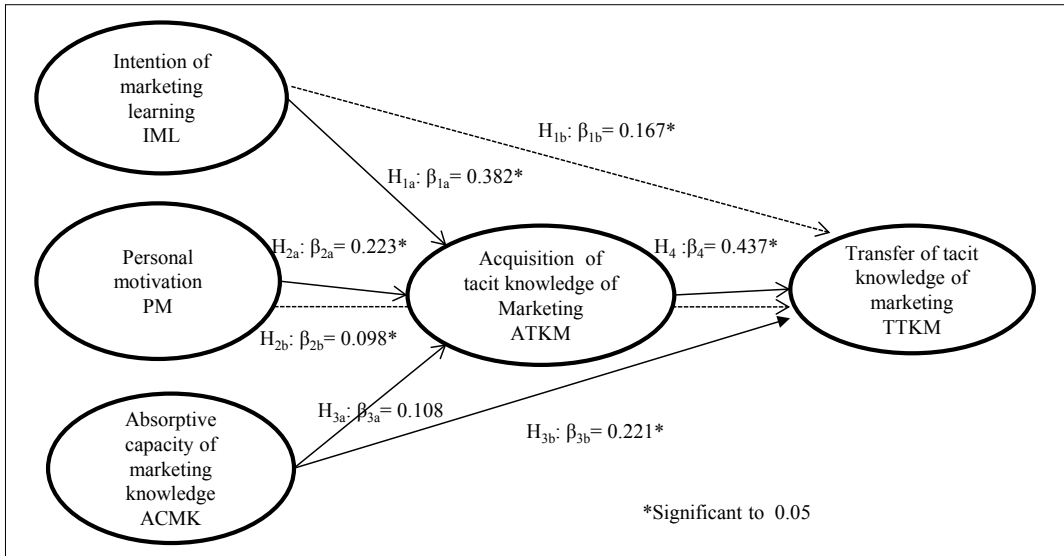 Intention of
marketing
learning
IML
H1b: β1b= 0.167*
H1a: β1a= 0.382*
Personal
motivation
PM
H2a: β2a= 0.223*
H2b: β2b= 0.098*
Acquisition of
tacit knowledge of
Marketing
ATKM
H4 :β4= 0.437*
Transfer of tacit
knowledge of
marketing
TTKM
Absorptive
capacity of
marketing
knowledge
ACMK
H3a: β3a= 0.108
H3b: β3b= 0.221*
*Significant to 0.05